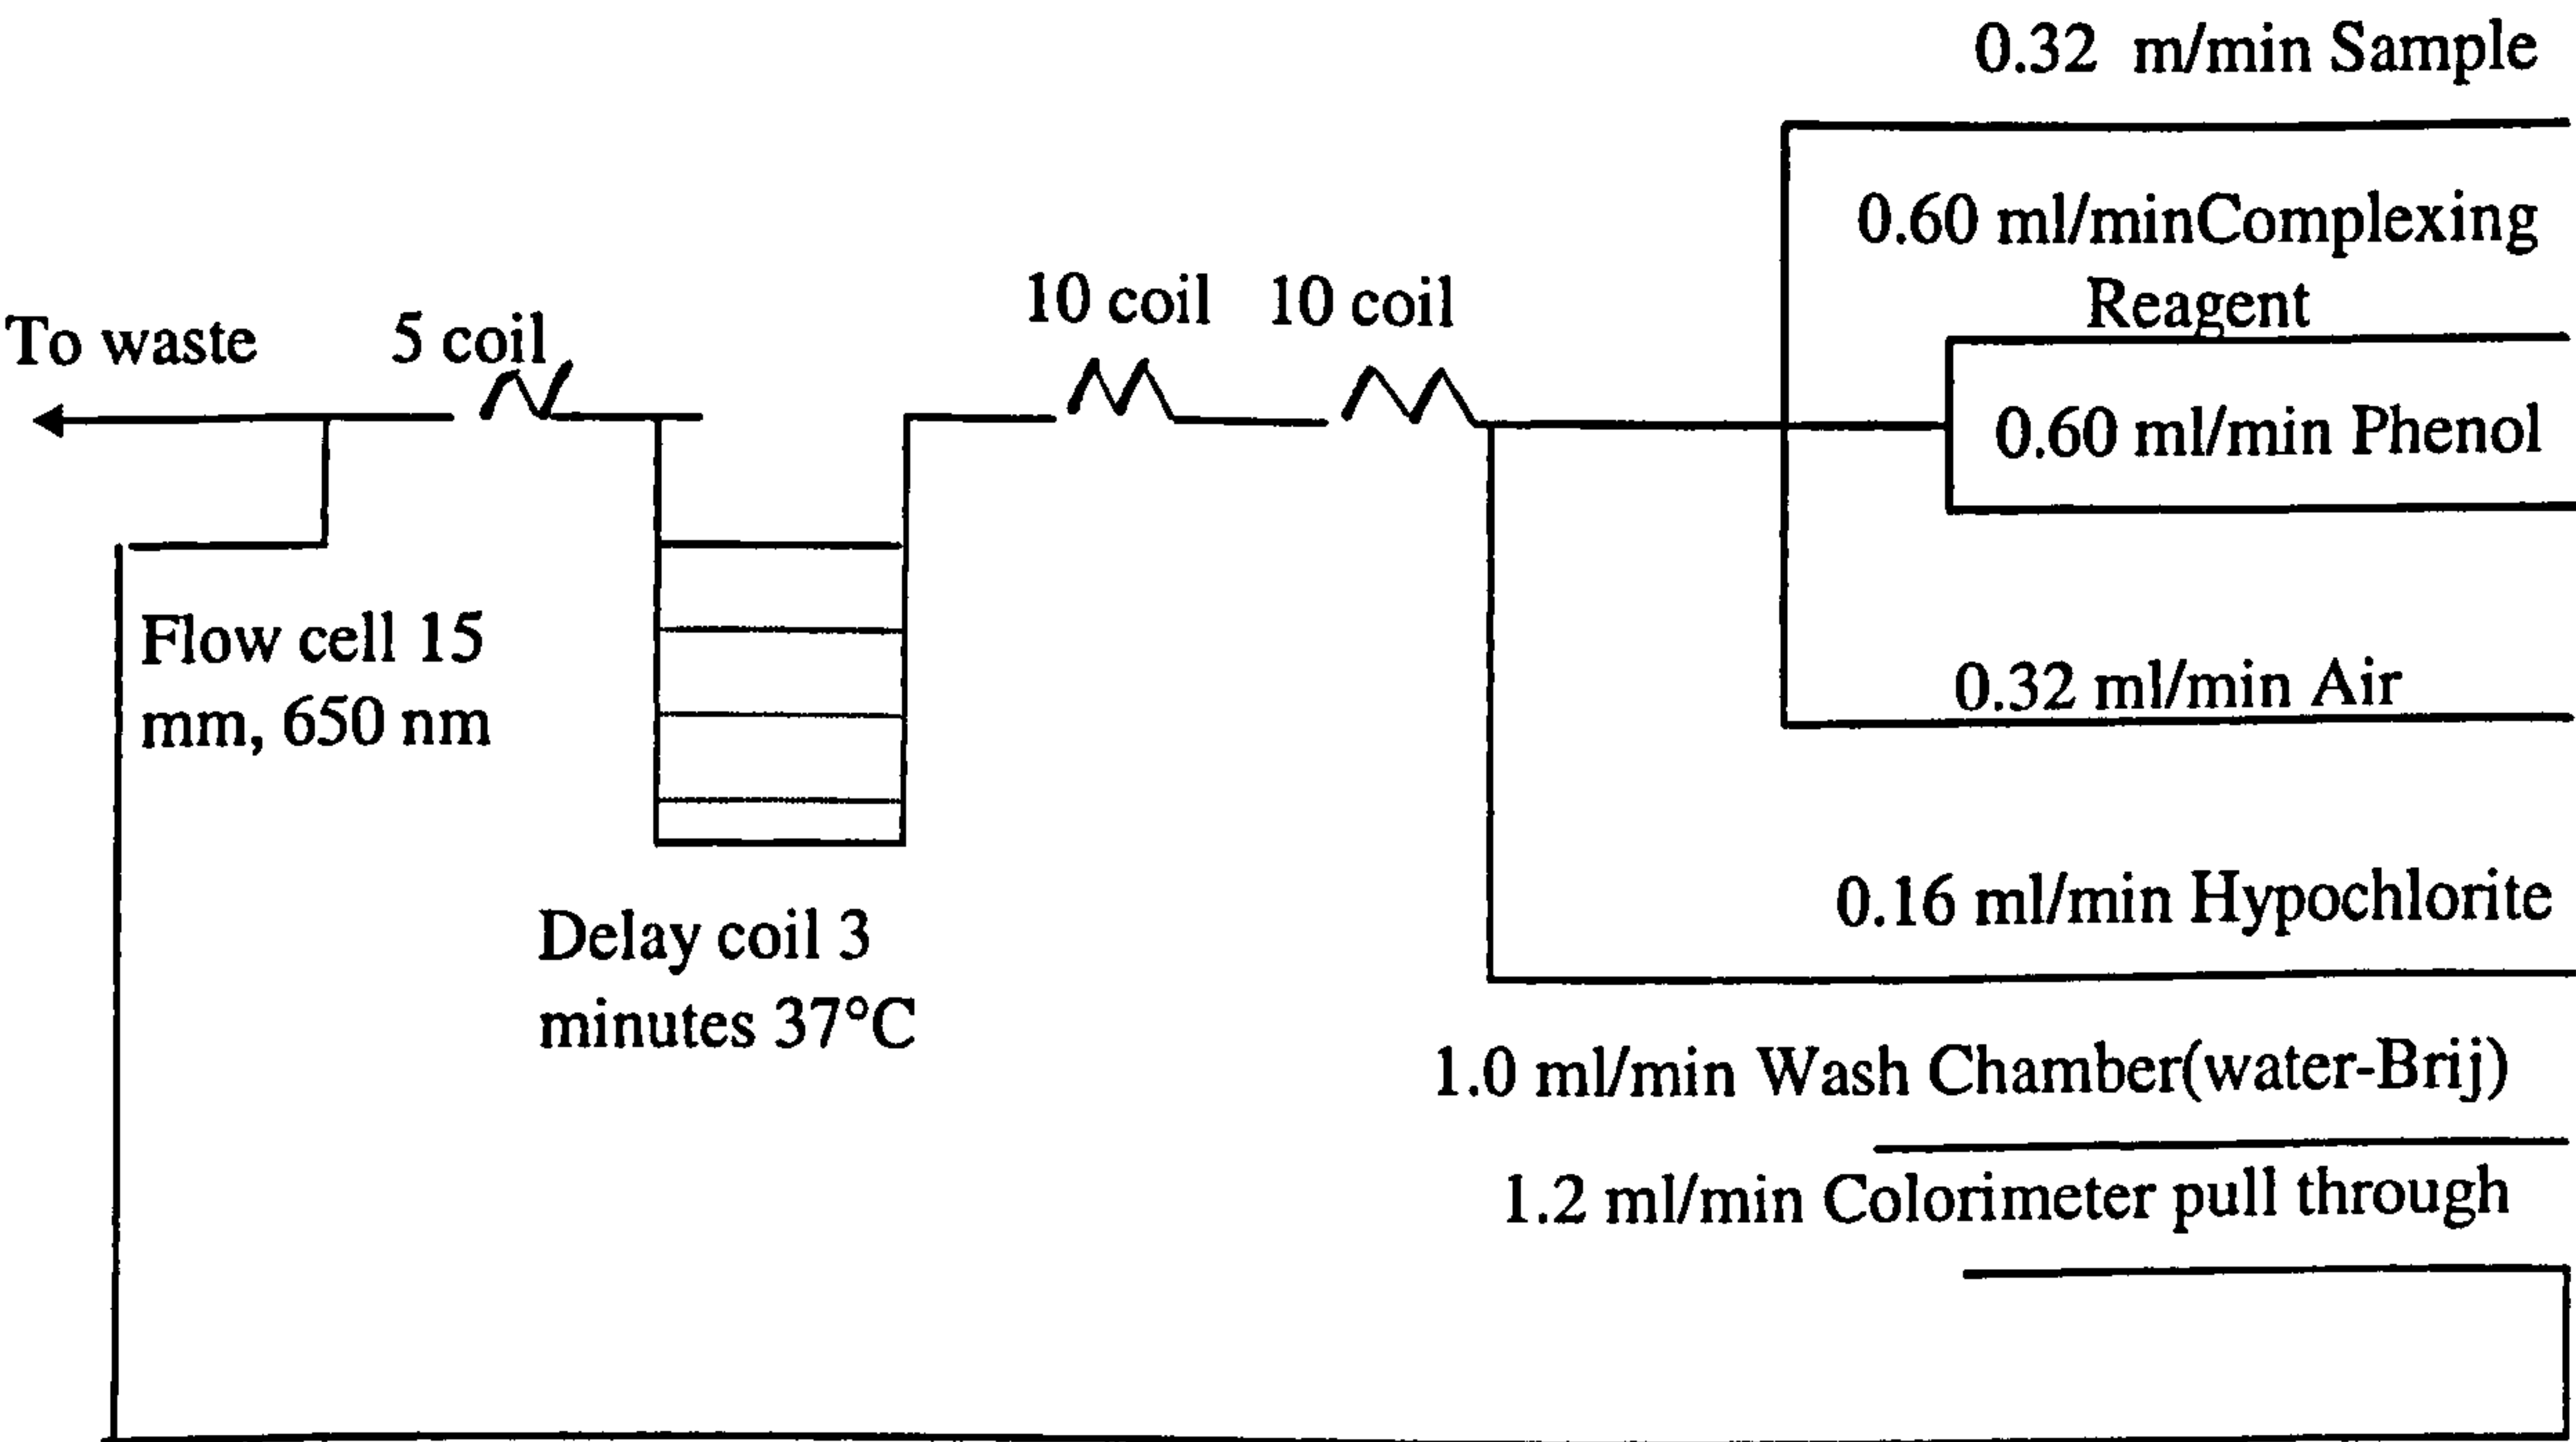 0.32 m/min Sample
0.60 ml/minComplexing
Reagent
10 coil 10 coil
To waste 5 coil
0.60 ml/min Phenol
Flow cell 15
mm, 650 nm
0.32 ml/min Air
0.16 ml/min Hypochlorite
Delay coil 3
minutes 37°C
1.0 ml/min Wash Chamber(water-Brij)
1.2 ml/min Colorimeter pull through